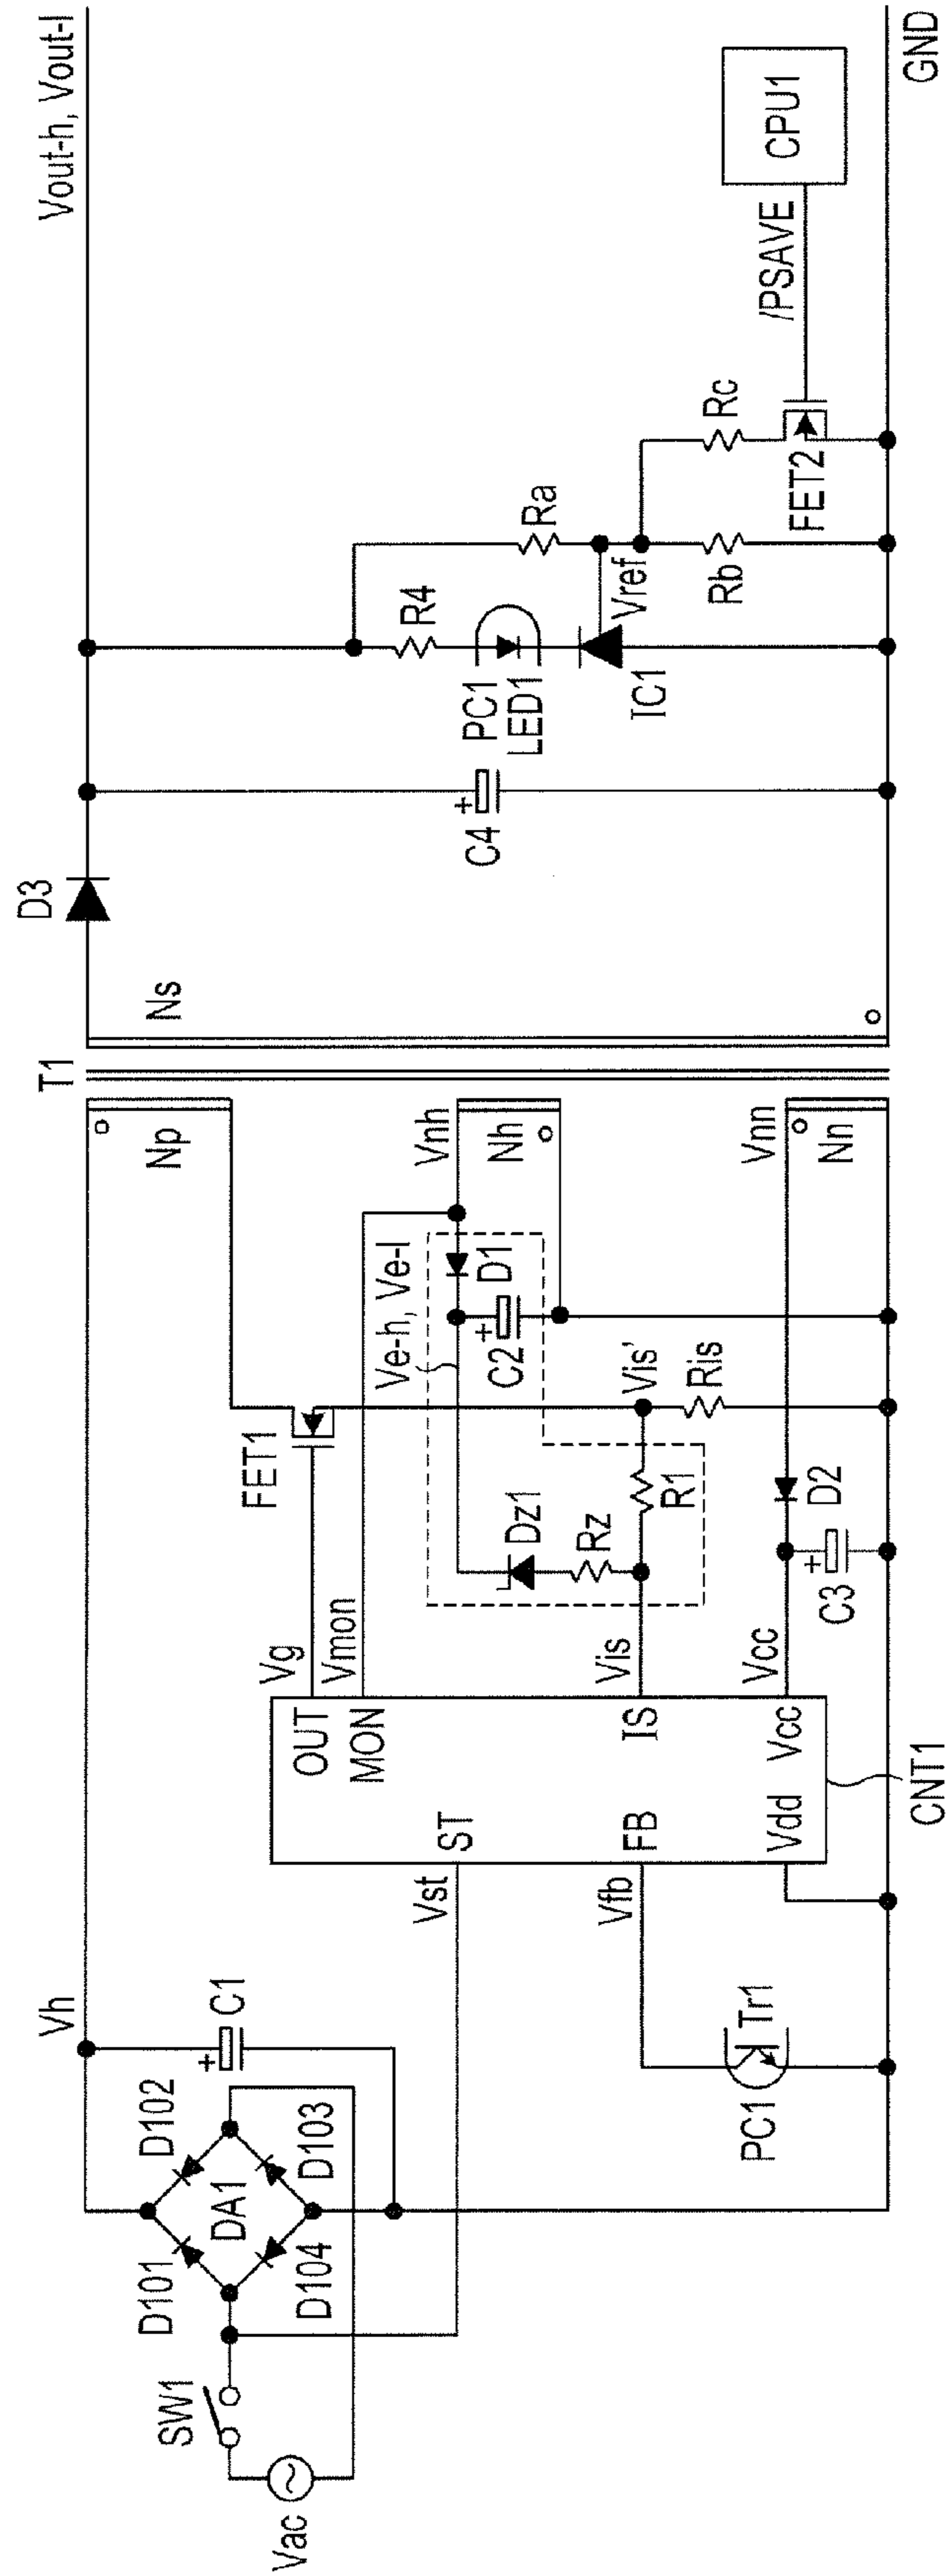 Vout-h, Vout-l
GND
CPU1
/PSAVE
FET2
Rc
Ra
Rb
Vref
R4
PC1
LED1
IC1
C4
D3
Ns
T1
Np
Vnh
Nh
Vnn
Nn
Ve-h, Ve-l
D1
C2
Vis'
Ris
FET1
Dz1
Rz
R1
D2
C3
Vg
Vmon
Vis
Vcc
OUT
MON
IS
Vcc
ST
FB
Vdd
CNT1
Vst
Vfb
Vh
C1
PC1
Tr1
D102
D103
DA1
D101
D104
SW1
Vac